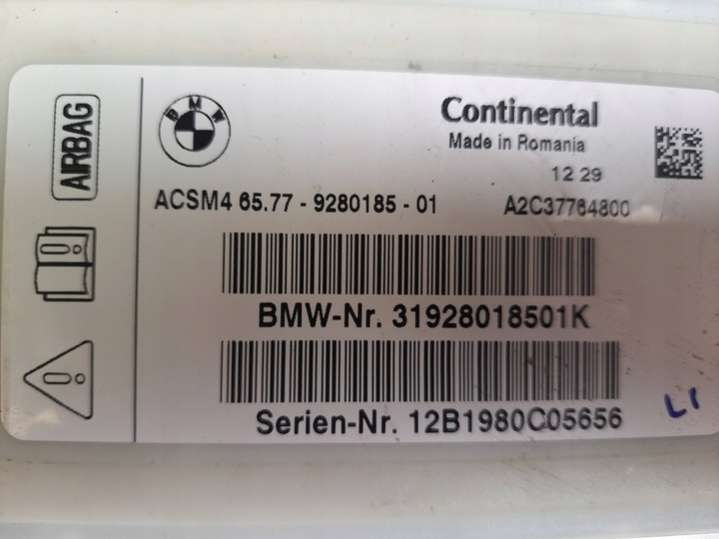 AIRBAG
BMW
Continental
Made in Romania
12 29
ACSM4 65.77 - 9280185 - 01
A2C37764800
BMW-Nr. 31928018501K
Serien-Nr. 12B1980C05656
L1